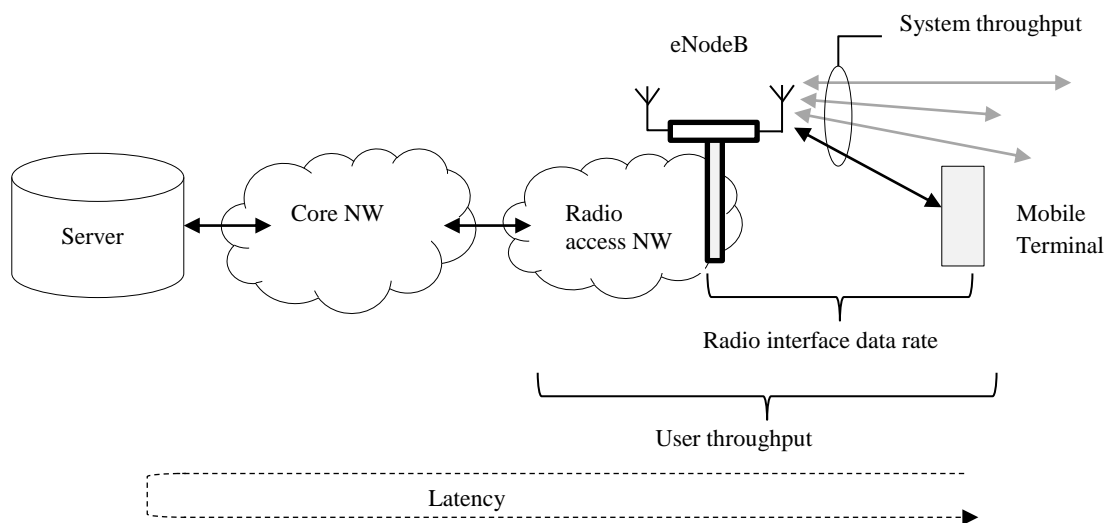 System throughput
eNodeB
Server
Core NW
Radio
access NW
Mobile
Terminal
Radio interface data rate
User throughput
Latency